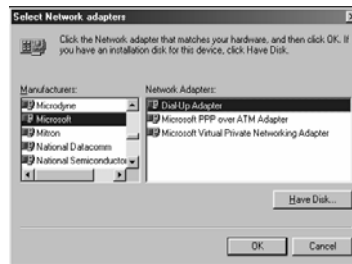 Select Network adapters
Click the Network adapter that matches your hardware, and then click OK. If
you have an installation disk for this device, click Have Disk.
Manufacturers:
Microdyne
Microsoft
Mitron
National Datacomm
National Semiconductor
Network Adapters:
Dial-Up Adapter
Microsoft PPP over ATM Adapter
Microsoft Virtual Private Networking Adapter
Have Disk...
OK
Cancel